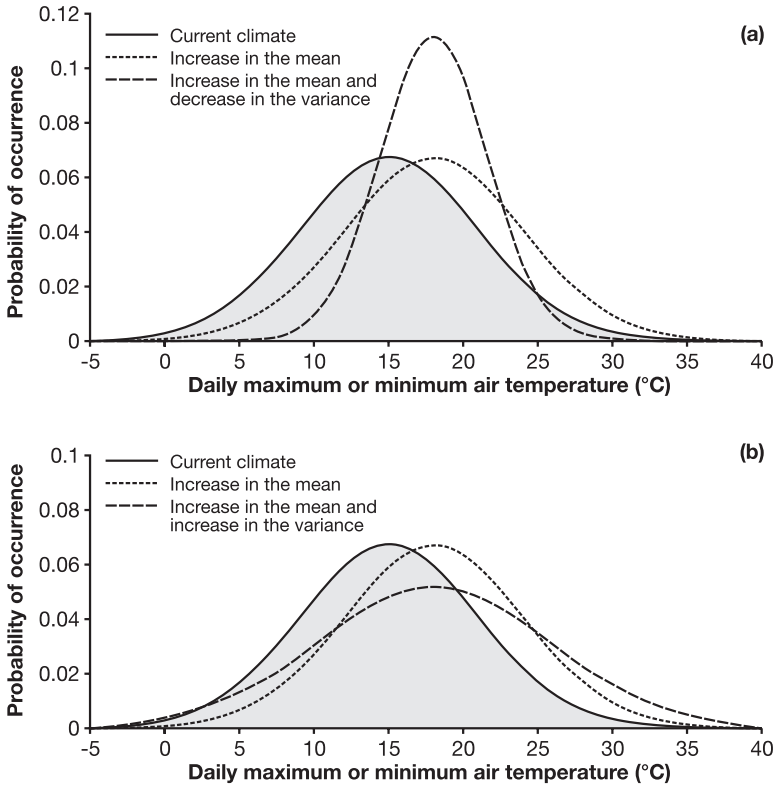 (a)
Current climate
Increase in the mean
Increase in the mean and
decrease in the variance
Probability of occurrence
0.12
0.1
0.08
0.06
0.04
0.02
0
-5 0 5 10 15 20 25 30 35 40
Daily maximum or minimum air temperature (°C)
(b)
Current climate
Increase in the mean
Increase in the mean and
increase in the variance
Probability of occurrence
0.1
0.08
0.06
0.04
0.02
0
-5 0 5 10 15 20 25 30 35 40
Daily maximum or minimum air temperature (°C)